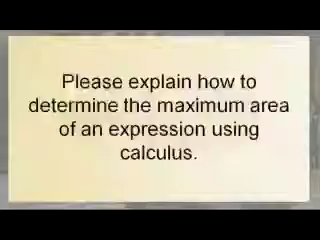 Please explain how to
determine the maximum area
of an expression using
calculus.